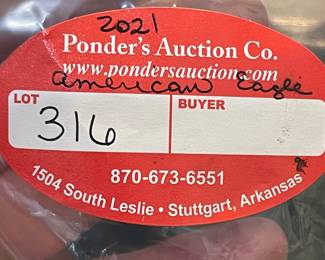 2021
Ponder's Auction Co.
www.pondersauction.com
American Eagle
LOT
BUYER
316
870-673-6551
1504 South Leslie • Stuttgart, Arkansas